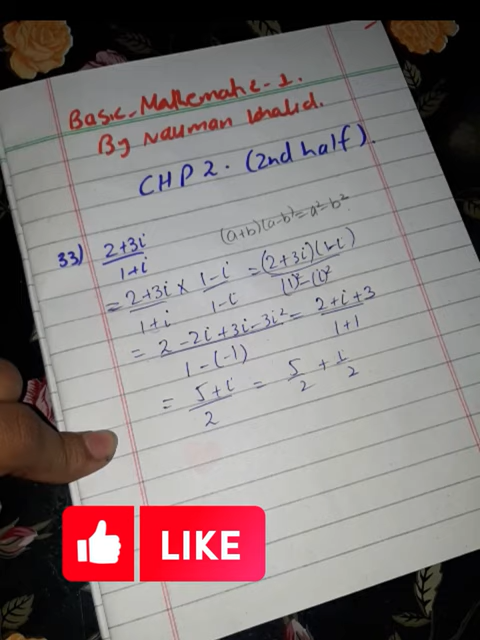 Basic Mathematic-1.
By Nauman Khalid.
CHP 2. (2nd half).
(a+b)(a-b)=a²-b²
33) 2+3i/1+i
= 2+3i/1+i × 1-i/1-i = (2+3i)(1-i)/(1)²-(i)²
= 2-2i+3i-3i²/1-(-1) = 2+i+3/1+1
= 5+i/2 = 5/2 + i/2
LIKE